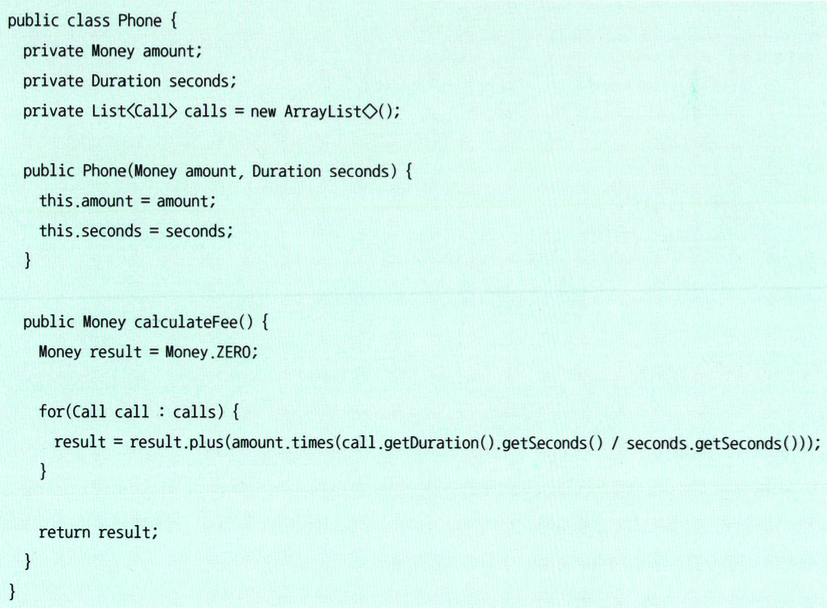 public class Phone {
private Money amount;
private Duration seconds;
private List<Call> calls = new ArrayList<>();
public Phone(Money amount, Duration seconds) {
this.amount = amount;
this.seconds = seconds;
}
public Money calculateFee() {
Money result = Money.ZERO;
for(Call call : calls) {
result = result.plus(amount.times(call.getDuration().getSeconds() / seconds.getSeconds()));
}
return result;
}
}